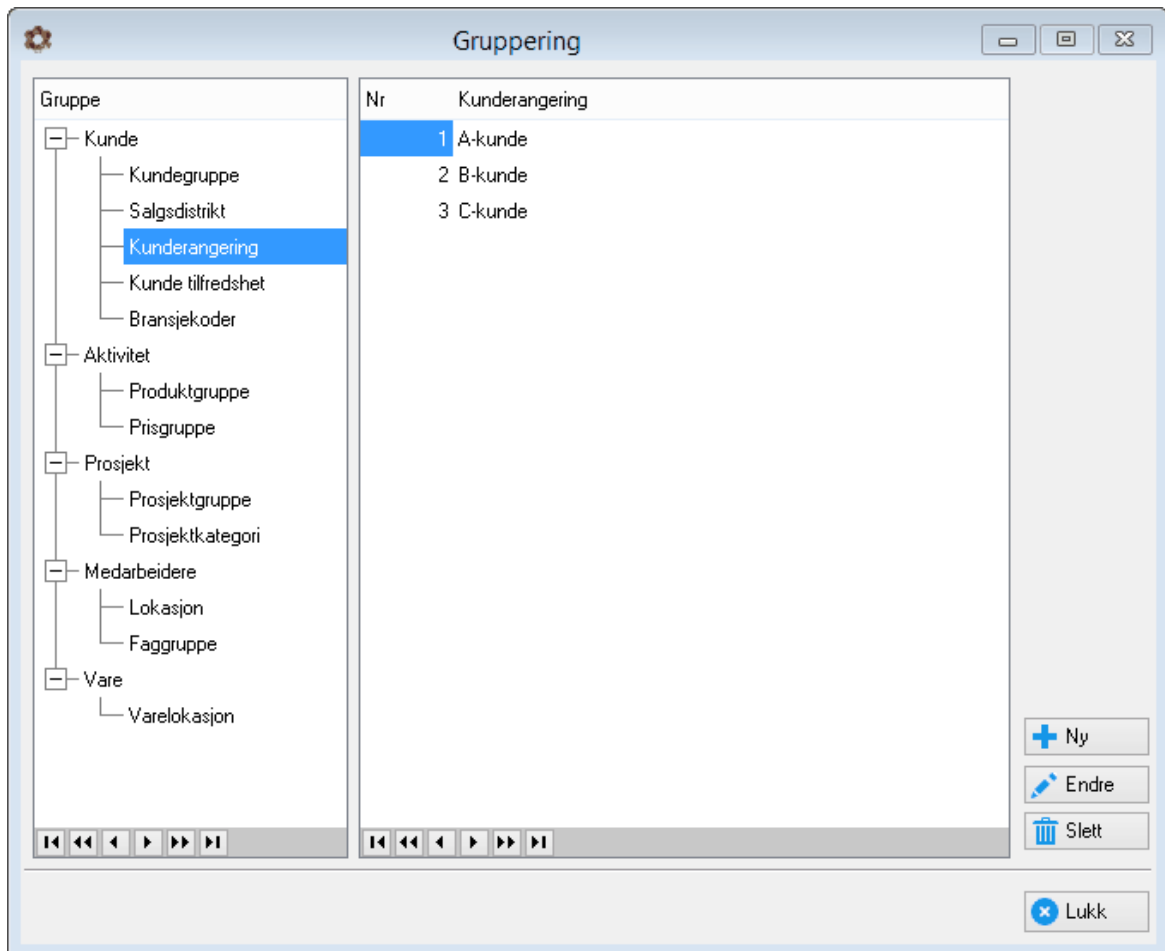 Gruppering
Gruppe
Kunde
Kundegruppe
Salgsdistrikt
Kunderangering
Kunde tilfredshet
Bransjekoder
Aktivitet
Produktgruppe
Prisgruppe
Prosjekt
Prosjektgruppe
Prosjektkategori
Medarbeidere
Lokasjon
Faggruppe
Vare
Varelokasjon
Nr Kunderangering
1 A-kunde
2 B-kunde
3 C-kunde
Ny
Endre
Slett
Lukk